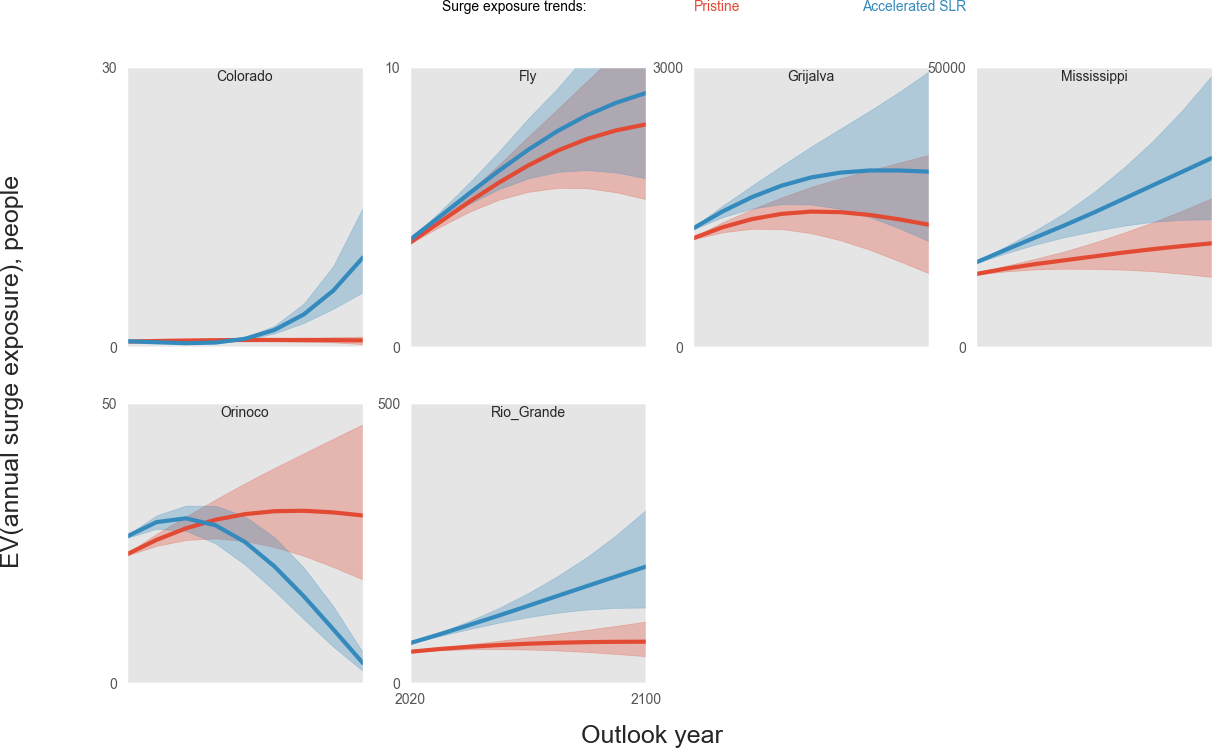 Surge exposure trends: Pristine Accelerated SLR
30 Colorado 10 Fly 3000 Grijalva 50000 Mississippi
0 0 0 0
EV(annual surge exposure), people
50 Orinoco 500 Rio_Grande
0 0
2020 2100
Outlook year